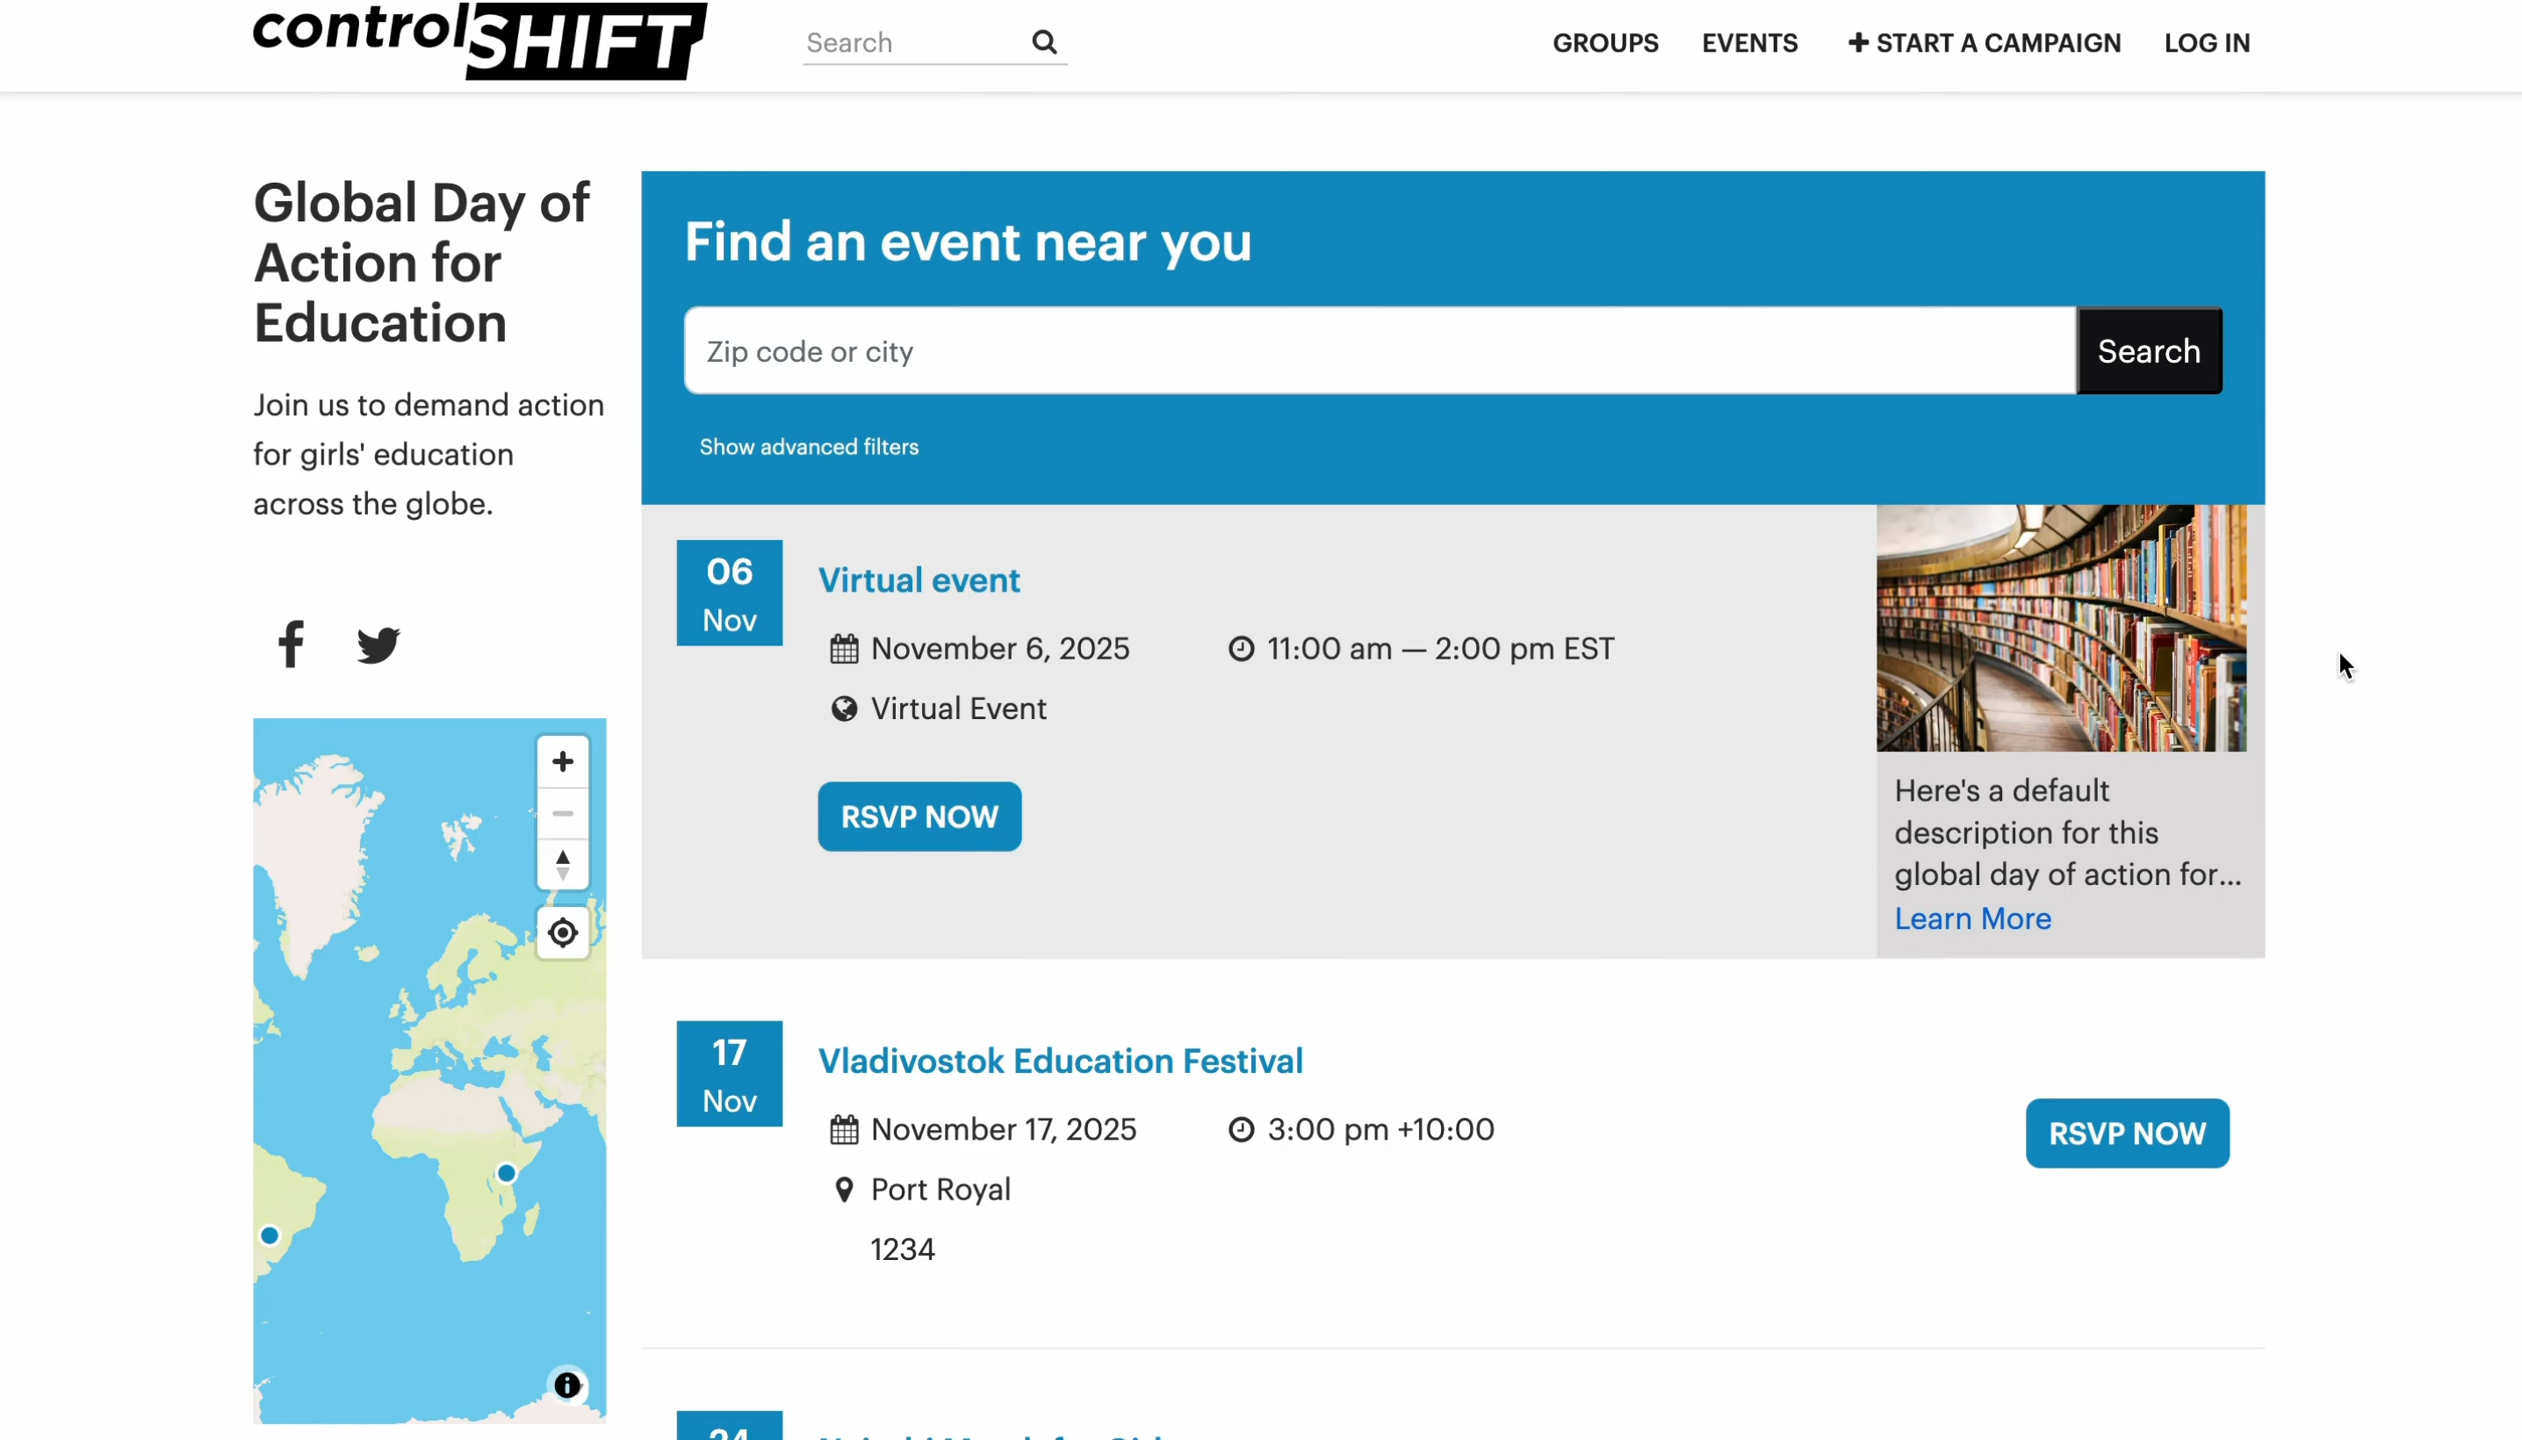 controlSHIFT
Search
GROUPS
EVENTS
START A CAMPAIGN
LOG IN
Global Day of
Action for
Education
Join us to demand action
for girls' education
across the globe.
Find an event near you
Zip code or city
Search
Show advanced filters
06
Nov
Virtual event
November 6, 2025
11:00 am — 2:00 pm EST
Virtual Event
RSVP NOW
Here's a default
description for this
global day of action for...
Learn More
17
Nov
Vladivostok Education Festival
November 17, 2025
3:00 pm +10:00
Port Royal
1234
RSVP NOW